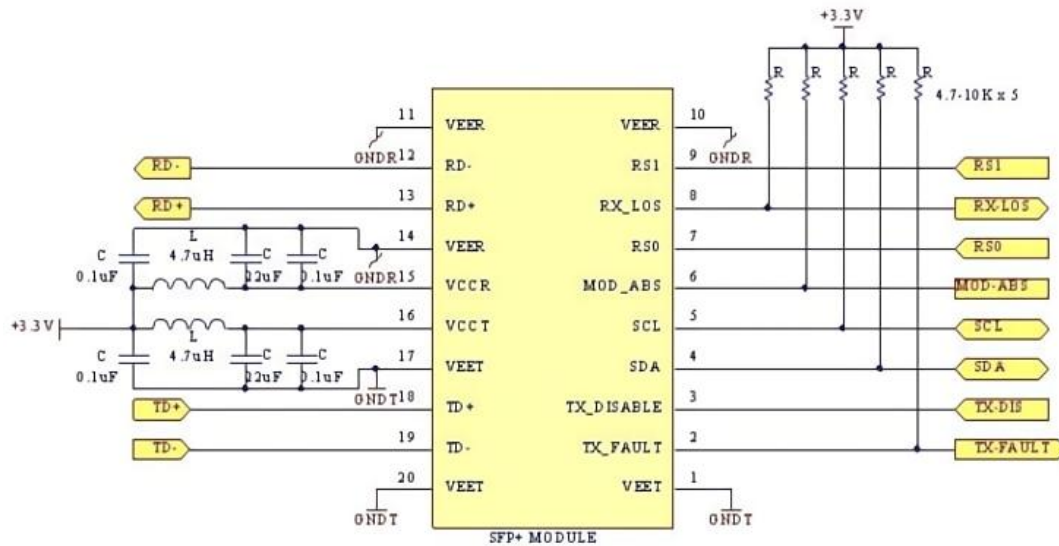 +3.3V
R R R R R
4.7-10K x 5
11 VEER VEER 10
GNDR GNDR
RD- 12 RD- RS1 9 RS1
RD+ 13 RD+ RX_LOS 8 RX-LOS
L
C 4.7uH C C
0.1uF 22uF 0.1uF
14 VEER RS0 7 RS0
GNDR
15 VCCR MOD_ABS 6 MOD-ABS
+3.3V 16 VCCT SCL 5 SCL
L
C 4.7uH C C
0.1uF 22uF 0.1uF
17 VEET SDA 4 SDA
GNDT
TD+ 18 TD+ TX_DISABLE 3 TX-DIS
TD- 19 TD- TX_FAULT 2 TX-FAULT
20 VEET VEET 1
GNDT GNDT
SFP+ MODULE